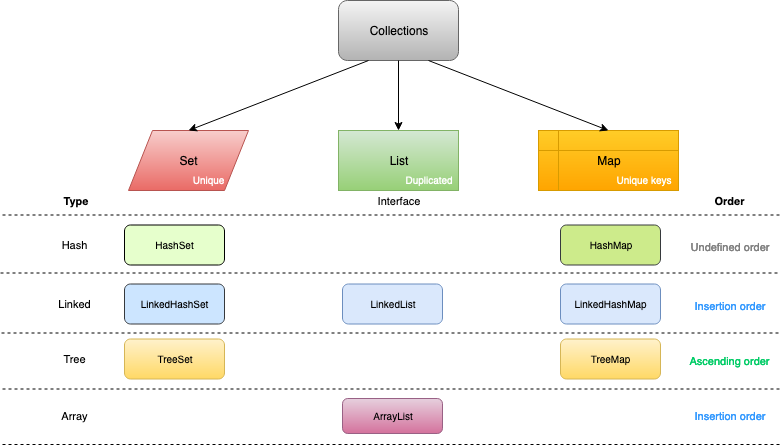 Collections
Set
Unique
List
Duplicated
Map
Unique keys
Type
Interface
Order
Hash
HashSet
HashMap
Undefined order
Linked
LinkedHashSet
LinkedList
LinkedHashMap
Insertion order
Tree
TreeSet
TreeMap
Ascending order
Array
ArrayList
Insertion order